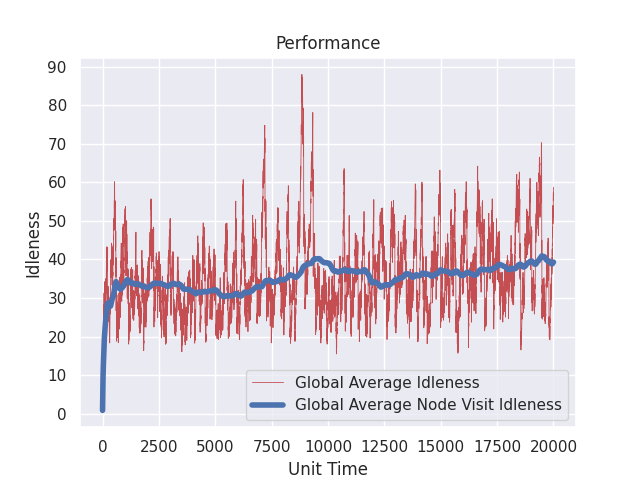 Performance
90
80
70
60
50
40
30
20
10
0
Idleness
Global Average Idleness
Global Average Node Visit Idleness
0 2500 5000 7500 10000 12500 15000 17500 20000
Unit Time